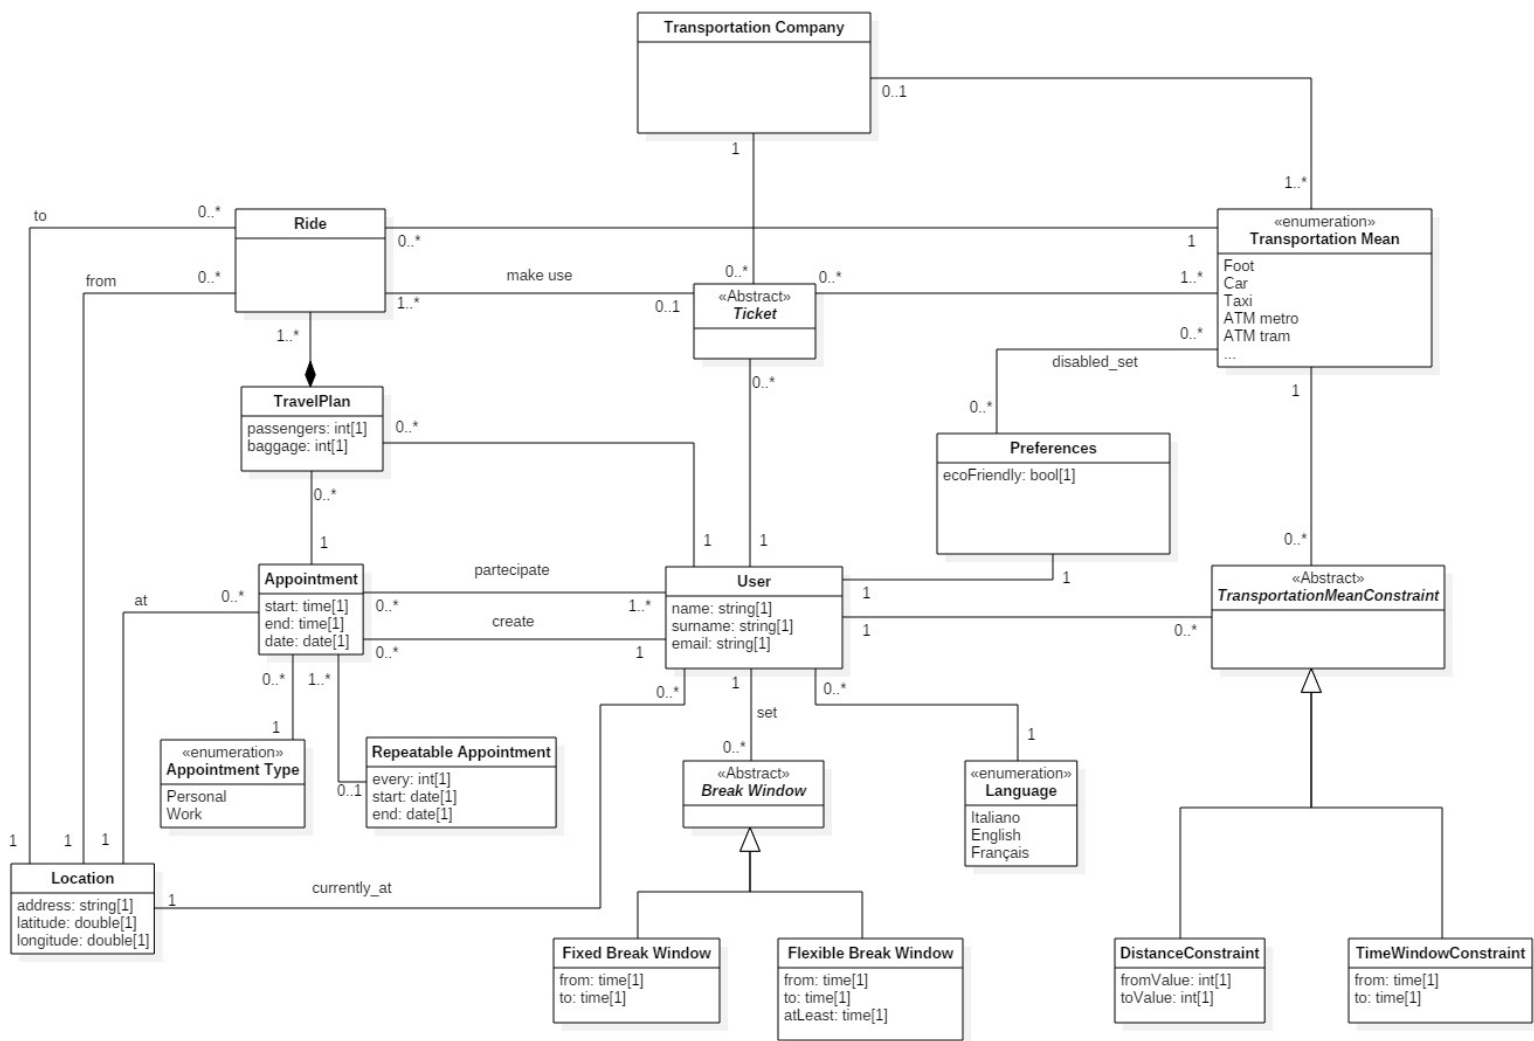 Transportation Company
0..1
1
1..*
to
0..*
Ride
0..*
1
«enumeration»
Transportation Mean
Foot
Car
Taxi
ATM metro
ATM tram
...
from
0..*
make use
1..*
0..1
0..*
«Abstract»
Ticket
0..*
1..*
0..*
disabled_set
0..*
1
1..*
TravelPlan
passengers: int[1]
baggage: int[1]
0..*
0..*
Preferences
ecoFriendly: bool[1]
0..*
1
1
1
0..*
1
Appointment
start: time[1]
end: time[1]
date: date[1]
partecipate
0..*
1..*
create
0..*
1
User
name: string[1]
surname: string[1]
email: string[1]
1
1
0..*
«Abstract»
TransportationMeanConstraint
at
0..*
0..*
1..*
1
0..1
«enumeration»
Appointment Type
Personal
Work
Repeatable Appointment
every: int[1]
start: date[1]
end: date[1]
0..*
1
set
0..*
0..*
1
«Abstract»
Break Window
«enumeration»
Language
Italiano
English
Français
1
1
1
Location
address: string[1]
latitude: double[1]
longitude: double[1]
1
currently_at
Fixed Break Window
from: time[1]
to: time[1]
Flexible Break Window
from: time[1]
to: time[1]
atLeast: time[1]
DistanceConstraint
fromValue: int[1]
toValue: int[1]
TimeWindowConstraint
from: time[1]
to: time[1]